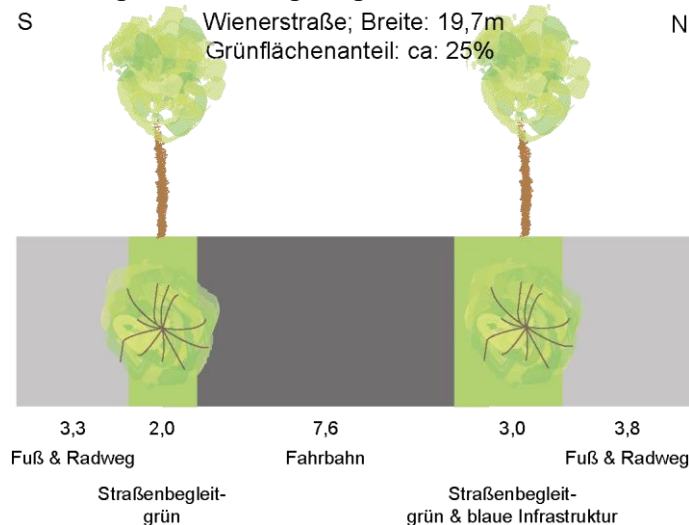 S
Wienerstraße; Breite: 19,7m
N
Grünflächenanteil: ca: 25%
3,3 2,0 7,6 3,0 3,8
Fuß & Radweg Fahrbahn Fuß & Radweg
Straßenbegleit- Straßenbegleit-
grün grün & blaue Infrastruktur